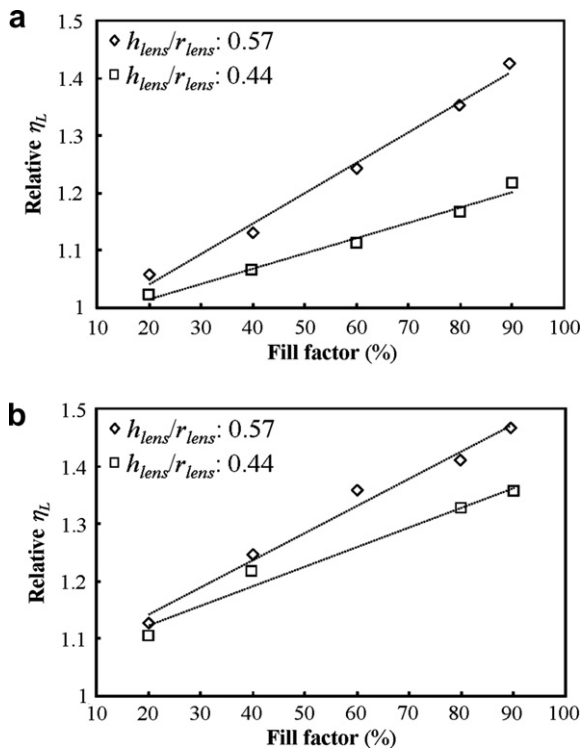 a
1.5
1.4
1.3
1.2
1.1
1
Relative ηL
hlens/rlens: 0.57
hlens/rlens: 0.44
10 20 30 40 50 60 70 80 90 100
Fill factor (%)
b
1.5
1.4
1.3
1.2
1.1
1
Relative ηL
hlens/rlens: 0.57
hlens/rlens: 0.44
10 20 30 40 50 60 70 80 90 100
Fill factor (%)